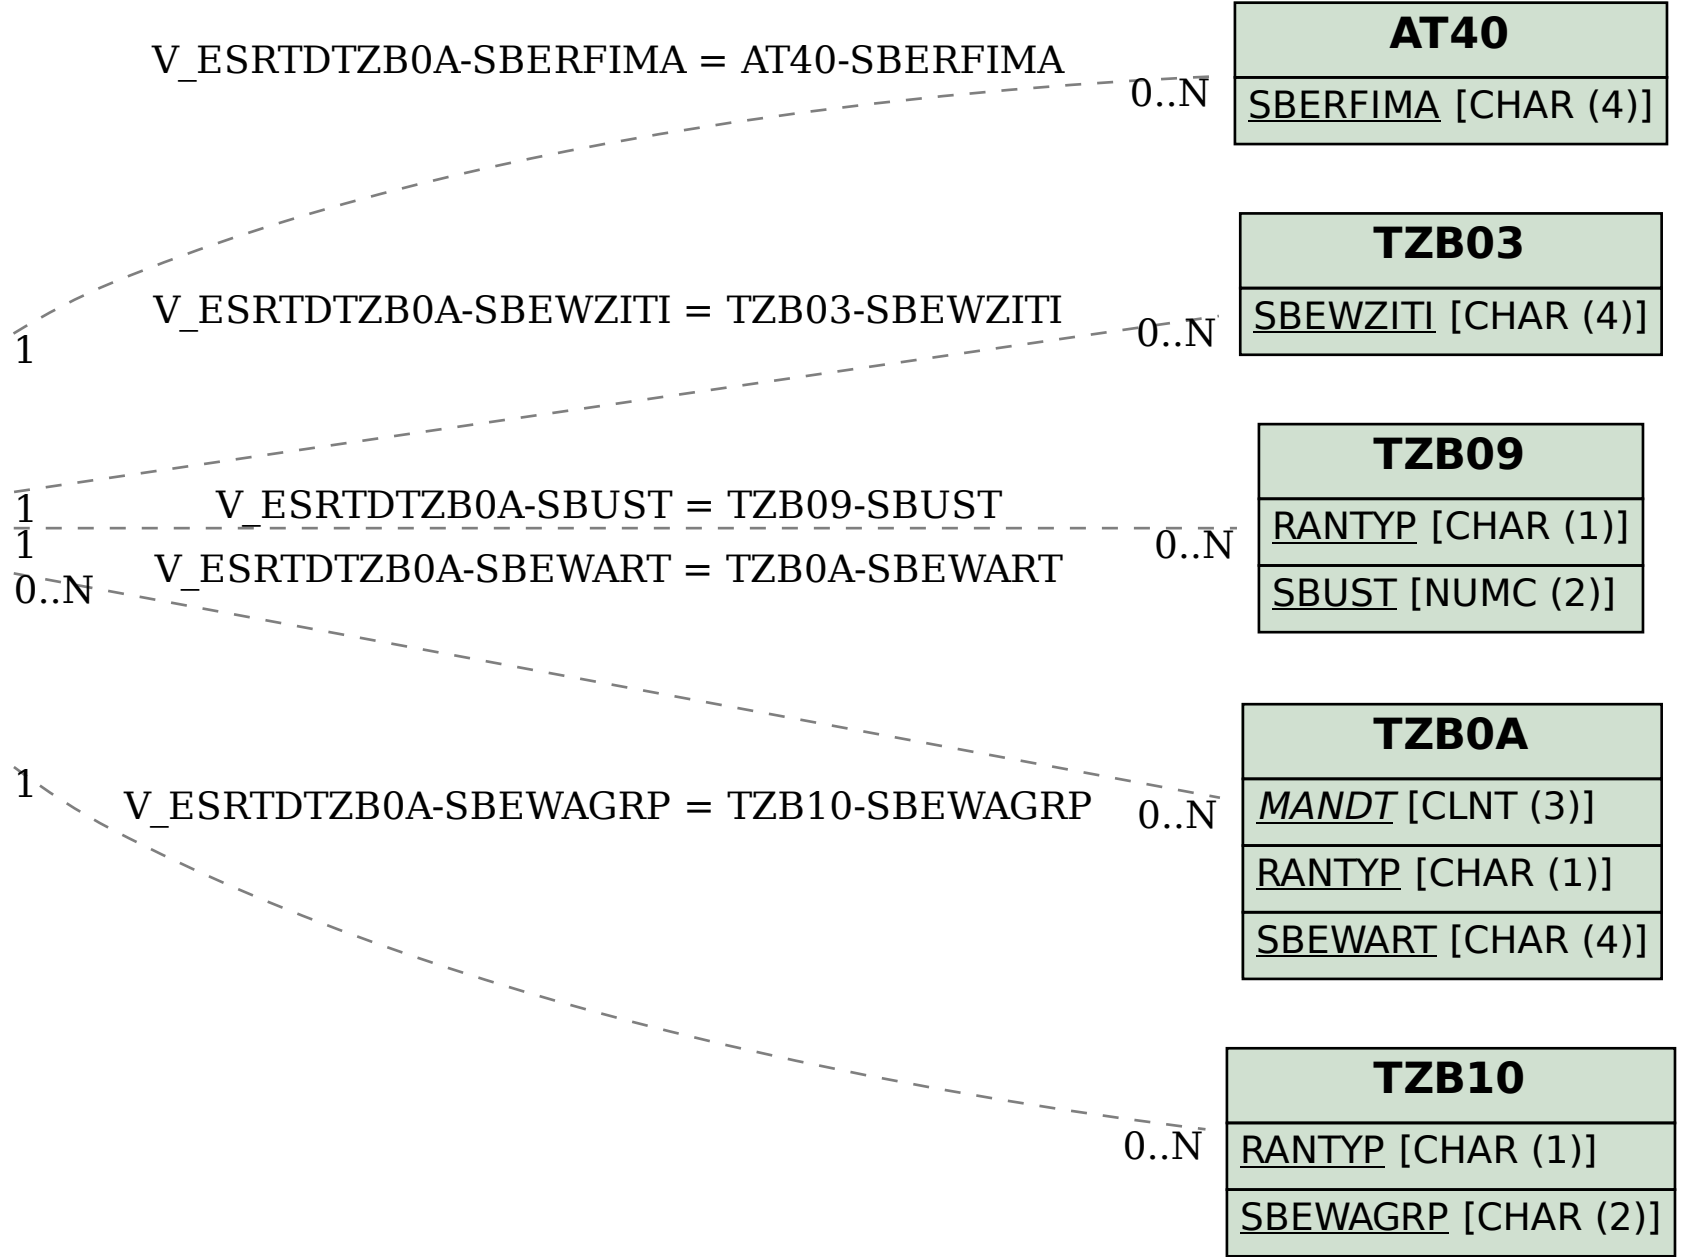 AT40
V_ESRTDTZB0A-SBERFIMA = AT40-SBERFIMA
0..N
SBERFIMA [CHAR (4)]
TZB03
V_ESRTDTZB0A-SBEWZITI = TZB03-SBEWZITI
0..N
SBEWZITI [CHAR (4)]
1
TZB09
V_ESRTDTZB0A-SBUST = TZB09-SBUST
1
RANTYP [CHAR (1)]
1
0..N
V_ESRTDTZB0A-SBEWART = TZB0A-SBEWART
0..N
SBUST [NUMC (2)]
TZB0A
1
V_ESRTDTZB0A-SBEWAGRP = TZB10-SBEWAGRP
0..N
MANDT [CLNT (3)]
RANTYP [CHAR (1)]
SBEWART [CHAR (4)]
TZB10
0..N
RANTYP [CHAR (1)]
SBEWAGRP [CHAR (2)]